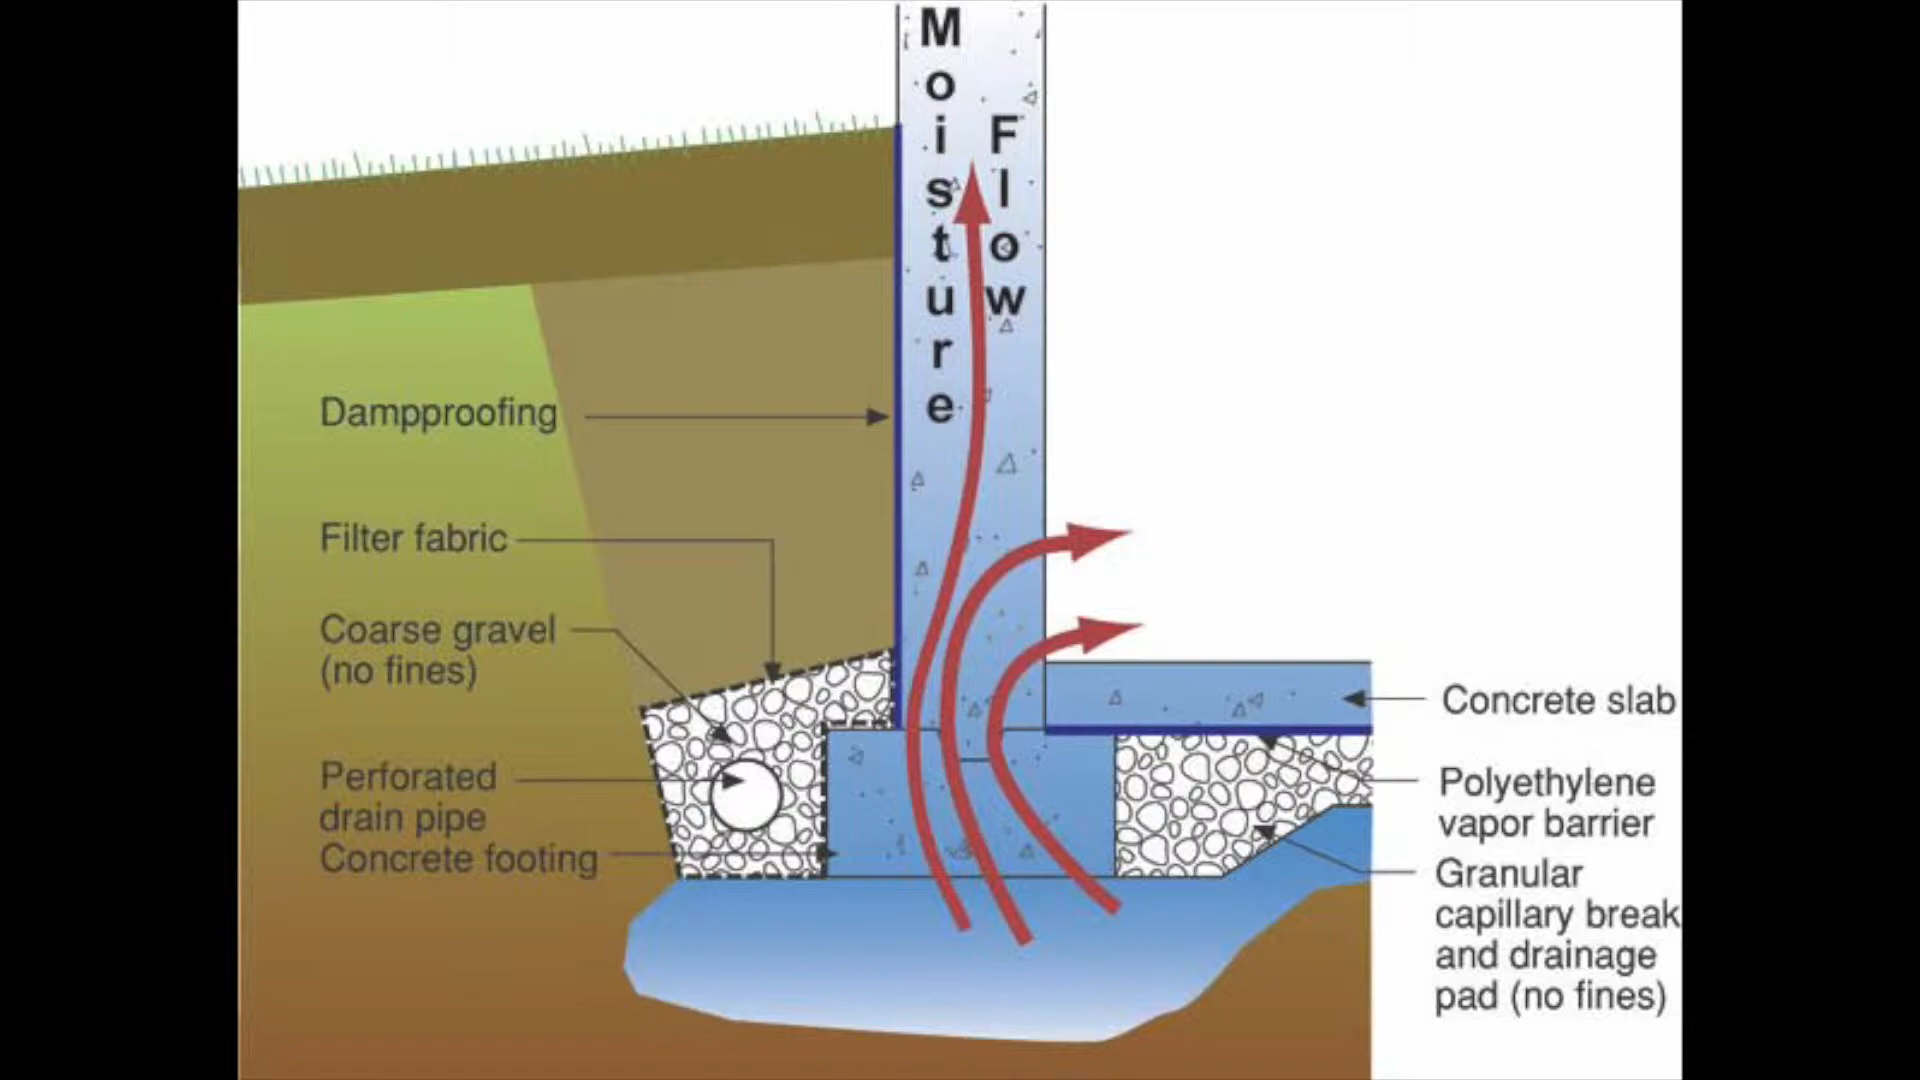 Moisture
Flow
Dampproofing
Filter fabric
Coarse gravel
(no fines)
Perforated
drain pipe
Concrete footing
Concrete slab
Polyethylene
vapor barrier
Granular
capillary break
and drainage
pad (no fines)